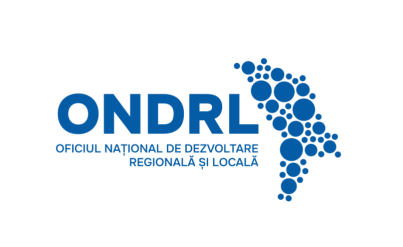 ONDRL
OFICIUL NAȚIONAL DE DEZVOLTARE
REGIONALĂ ȘI LOCALĂ